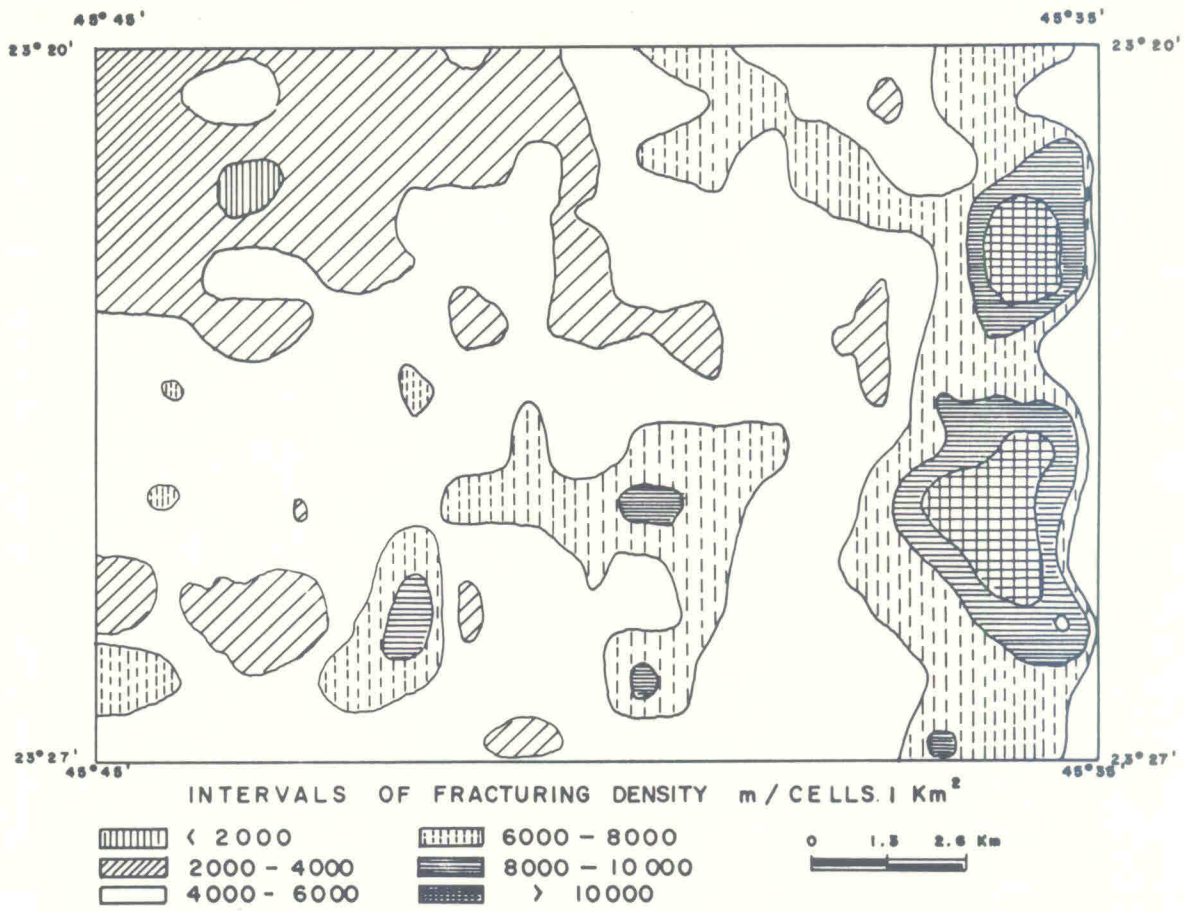 45° 45'
45° 35'
23° 20'
23° 20'
23° 27'
23° 27'
45° 45'
45° 35'
INTERVALS OF FRACTURING DENSITY m / CELLS. 1 Km²
< 2000
2000 - 4000
4000 - 6000
6000 - 8000
8000 - 10 000
> 10000
0 1.3 2.6 Km